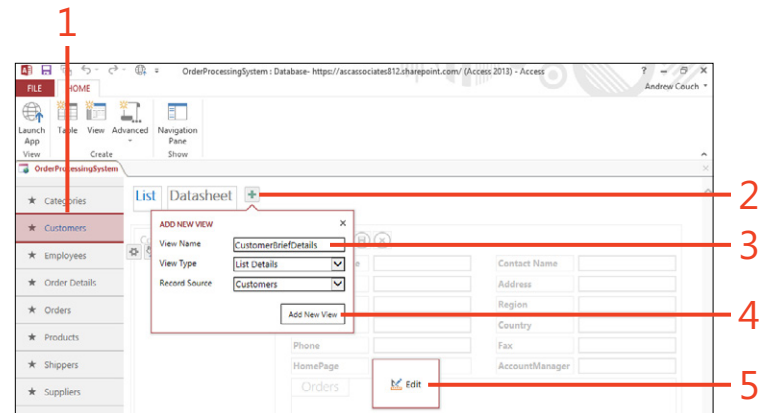 1
OrderProcessingSystem : Database- https://ascassociates812.sharepoint.com/ (Access 2013) - Access
FILE HOME
Andrew Couch
Launch App
Table
View
Advanced
Navigation Pane
View
Create
Show
OrderProcessingSystem
List Datasheet
2
Categories
Customers
Employees
Order Details
Orders
Products
Shippers
Suppliers
ADD NEW VIEW
View Name CustomerBriefDetails
3
View Type List Details
Record Source Customers
Add New View
4
Contact Name
Address
Region
Country
Phone
Fax
HomePage
AccountManager
Orders
Edit
5